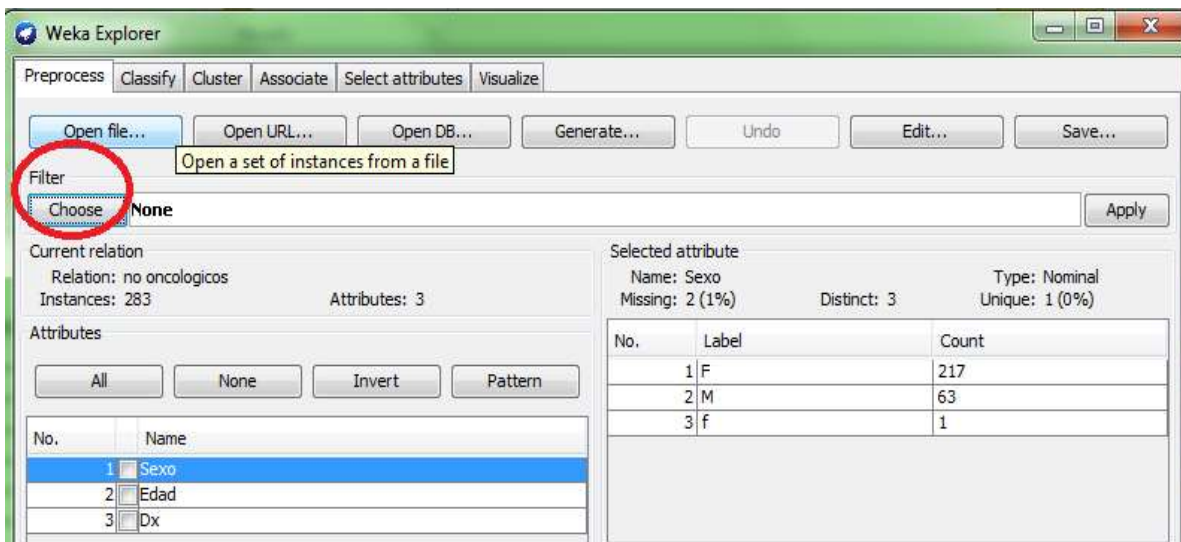 Weka Explorer
Preprocess Classify Cluster Associate Select attributes Visualize
Open file... Open URL... Open DB... Generate... Undo Edit... Save...
Open a set of instances from a file
Filter
Choose None Apply
Current relation
Relation: no oncologicos
Instances: 283 Attributes: 3
Selected attribute
Name: Sexo Type: Nominal
Missing: 2 (1%) Distinct: 3 Unique: 1 (0%)
Attributes
All None Invert Pattern
No. Name
1 Sexo
2 Edad
3 Dx
No. Label Count
1 F 217
2 M 63
3 f 1